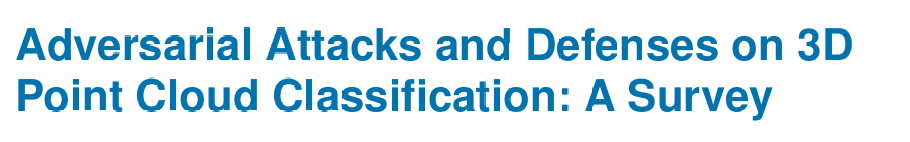 Adversarial Attacks and Defenses on 3D
Point Cloud Classification: A Survey